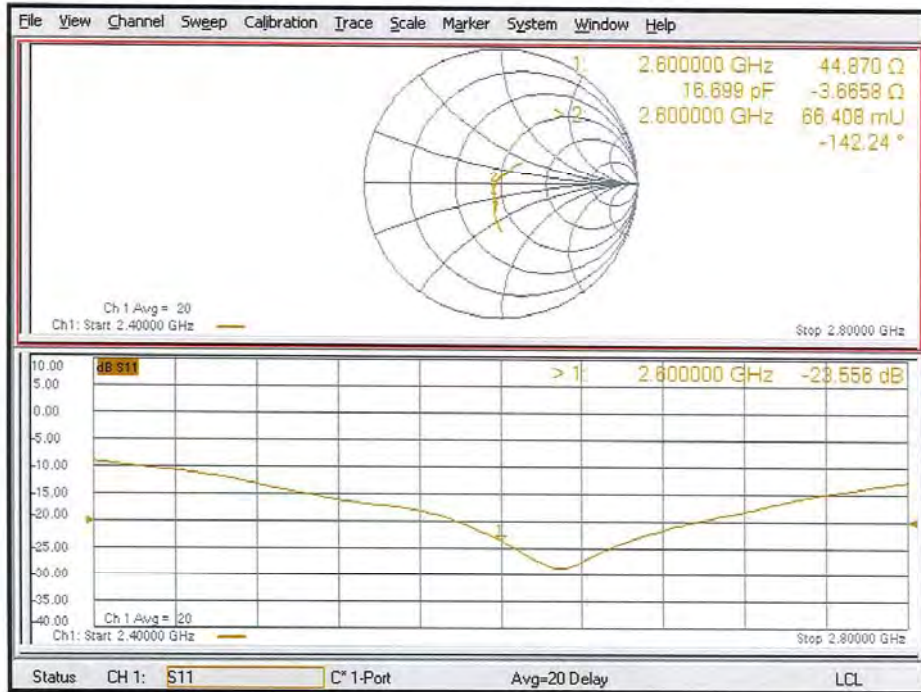 File View Channel Sweep Calibration Trace Scale Marker System Window Help
1: 2.600000 GHz 44.870 Ω
16.699 pF -3.6658 Ω
> 2: 2.600000 GHz 66.408 mU
-142.24 °
Ch 1 Avg = 20
Ch1: Start 2.40000 GHz Stop 2.80000 GHz
10.00 dB S11 > 1: 2.600000 GHz -23.556 dB
5.00
0.00
-5.00
-10.00
-15.00
-20.00
-25.00 1
-30.00
-35.00
-40.00 Ch 1 Avg = 20
Ch1: Start 2.40000 GHz Stop 2.80000 GHz
Status CH 1: S11 C* 1-Port Avg=20 Delay LCL